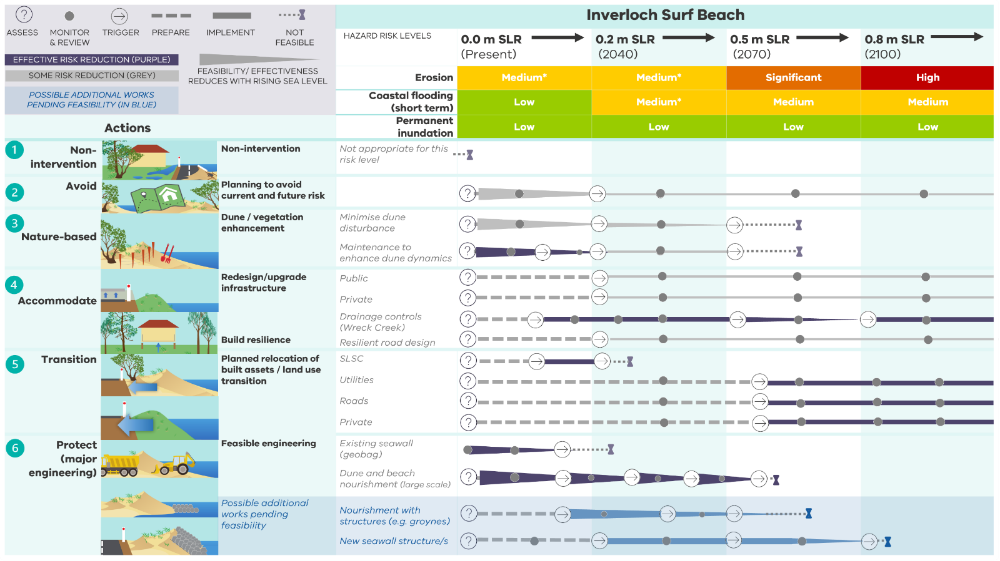 ?
ASSESS
MONITOR
& REVIEW
TRIGGER
PREPARE
IMPLEMENT
NOT
FEASIBLE
EFFECTIVE RISK REDUCTION (PURPLE)
SOME RISK REDUCTION (GREY)
POSSIBLE ADDITIONAL WORKS
PENDING FEASIBILITY (IN BLUE)
FEASIBILITY/ EFFECTIVENESS
REDUCES WITH RISING SEA LEVEL
Inverloch Surf Beach
HAZARD RISK LEVELS
0.0 m SLR
(Present)
0.2 m SLR
(2040)
0.5 m SLR
(2070)
0.8 m SLR
(2100)
Erosion
Medium*
Medium*
Significant
High
Coastal flooding
(short term)
Low
Medium*
Medium
Medium
Permanent
inundation
Low
Low
Low
Low
Actions
1
Non-
intervention
Non-intervention
Not appropriate for this
risk level
2
Avoid
Planning to avoid
current and future risk
?
3
Nature-based
Dune / vegetation
enhancement
Minimise dune
disturbance
?
Maintenance to
enhance dune dynamics
?
4
Accommodate
Redesign/upgrade
infrastructure
Public
?
Private
?
Drainage controls
(Wreck Creek)
?
Build resilience
Resilient road design
?
5
Transition
Planned relocation of
built assets / land use
transition
SLSC
?
Utilities
?
Roads
?
Private
?
6
Protect
(major
engineering)
Feasible engineering
Existing seawall
(geobag)
Dune and beach
nourishment (large scale)
?
Possible additional
works pending
feasibility
Nourishment with
structures (e.g. groynes)
?
New seawall structure/s
?